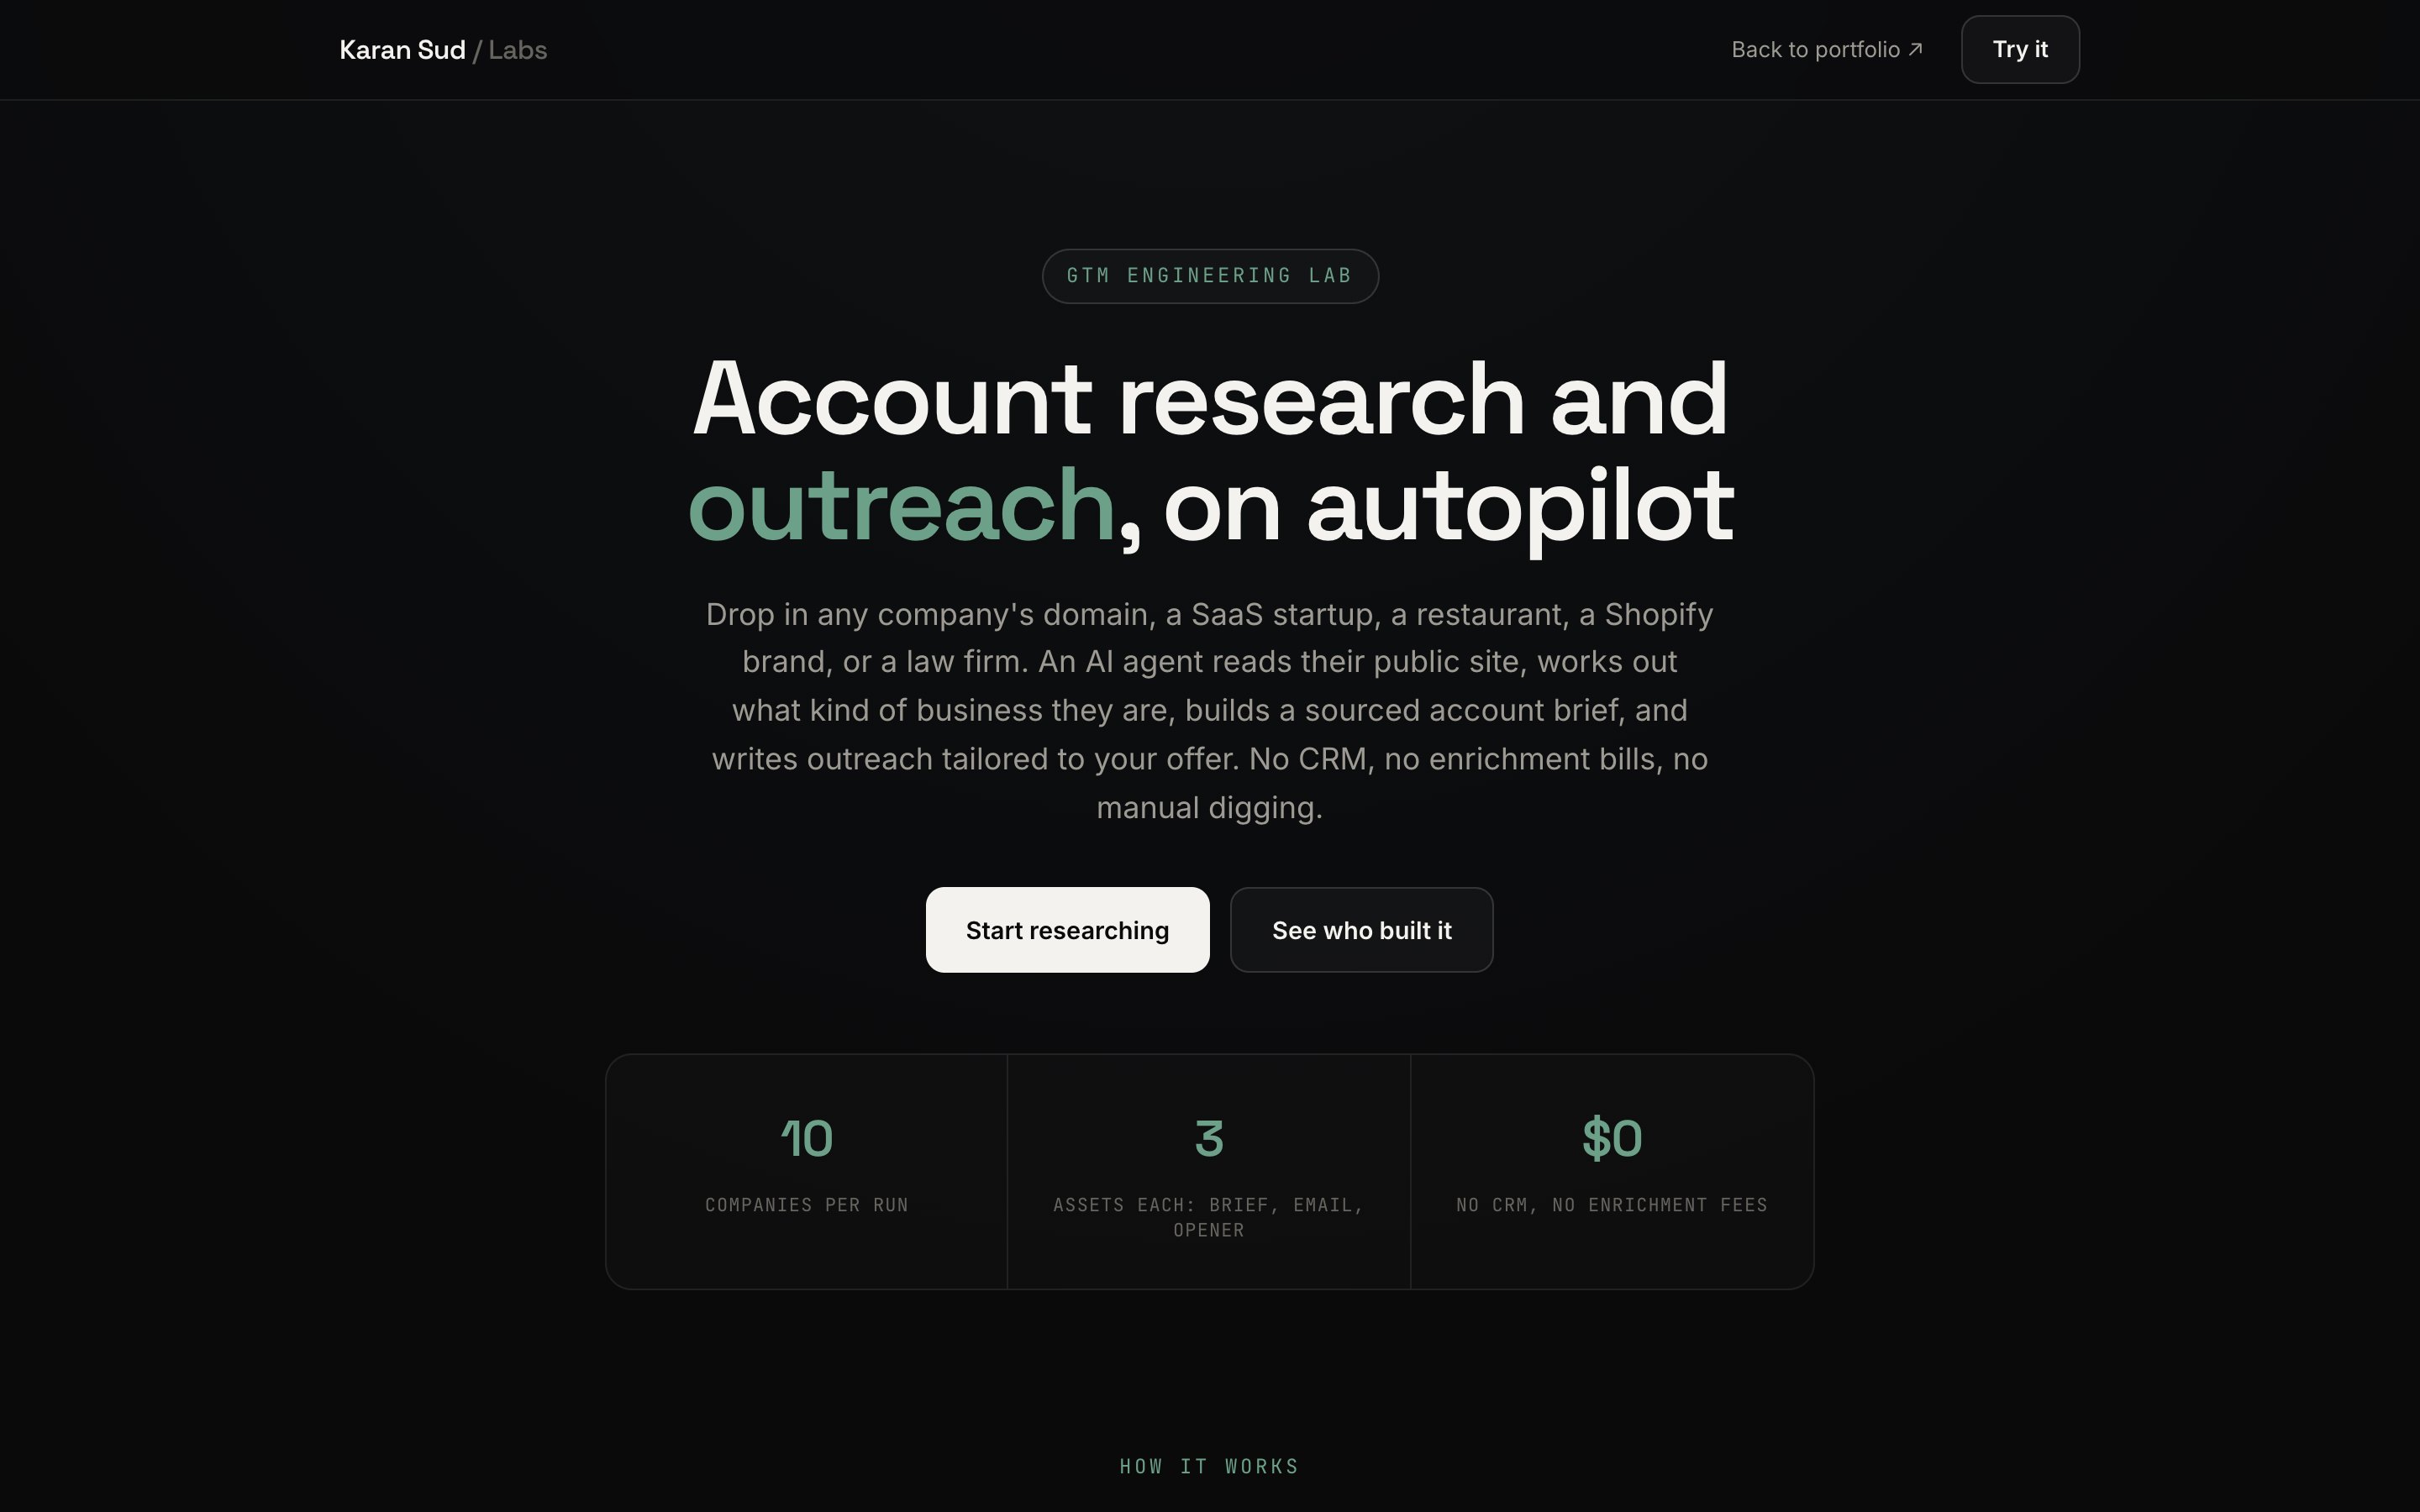 Karan Sud / Labs
Back to portfolio ↗
Try it
GTM ENGINEERING LAB
Account research and
outreach, on autopilot
Drop in any company's domain, a SaaS startup, a restaurant, a Shopify
brand, or a law firm. An AI agent reads their public site, works out
what kind of business they are, builds a sourced account brief, and
writes outreach tailored to your offer. No CRM, no enrichment bills, no
manual digging.
Start researching
See who built it
10
COMPANIES PER RUN
3
ASSETS EACH: BRIEF, EMAIL,
OPENER
$0
NO CRM, NO ENRICHMENT FEES
HOW IT WORKS